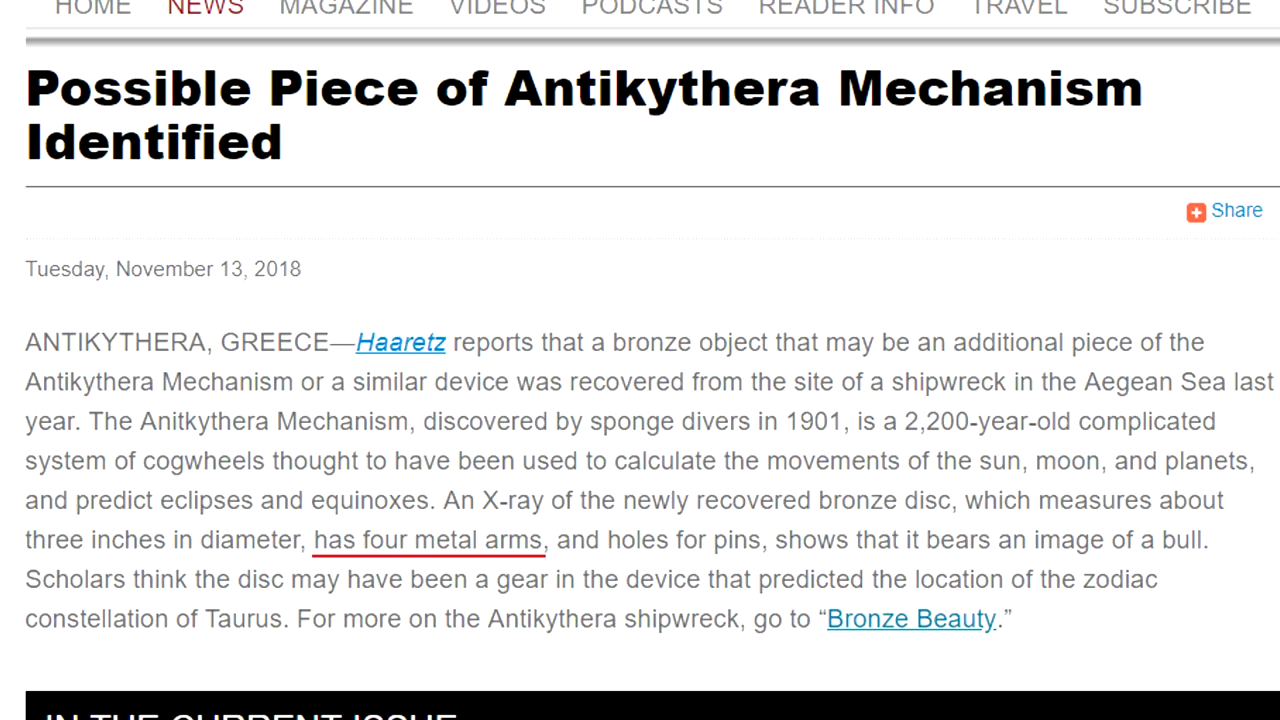 HOME NEWS MAGAZINE VIDEOS PODCASTS READER INFO TRAVEL SUBSCRIBE
Possible Piece of Antikythera Mechanism
Identified
Share
Tuesday, November 13, 2018
ANTIKYTHERA, GREECE—Haaretz reports that a bronze object that may be an additional piece of the
Antikythera Mechanism or a similar device was recovered from the site of a shipwreck in the Aegean Sea last
year. The Anitkythera Mechanism, discovered by sponge divers in 1901, is a 2,200-year-old complicated
system of cogwheels thought to have been used to calculate the movements of the sun, moon, and planets,
and predict eclipses and equinoxes. An X-ray of the newly recovered bronze disc, which measures about
three inches in diameter, has four metal arms, and holes for pins, shows that it bears an image of a bull.
Scholars think the disc may have been a gear in the device that predicted the location of the zodiac
constellation of Taurus. For more on the Antikythera shipwreck, go to “Bronze Beauty.”
IN THE CURRENT ISSUE